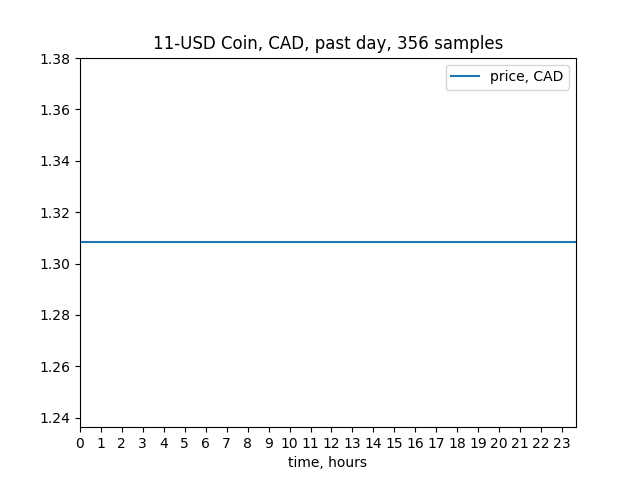 11-USD Coin, CAD, past day, 356 samples
price, CAD
1.38
1.36
1.34
1.32
1.30
1.28
1.26
1.24
0 1 2 3 4 5 6 7 8 9 10 11 12 13 14 15 16 17 18 19 20 21 22 23
time, hours